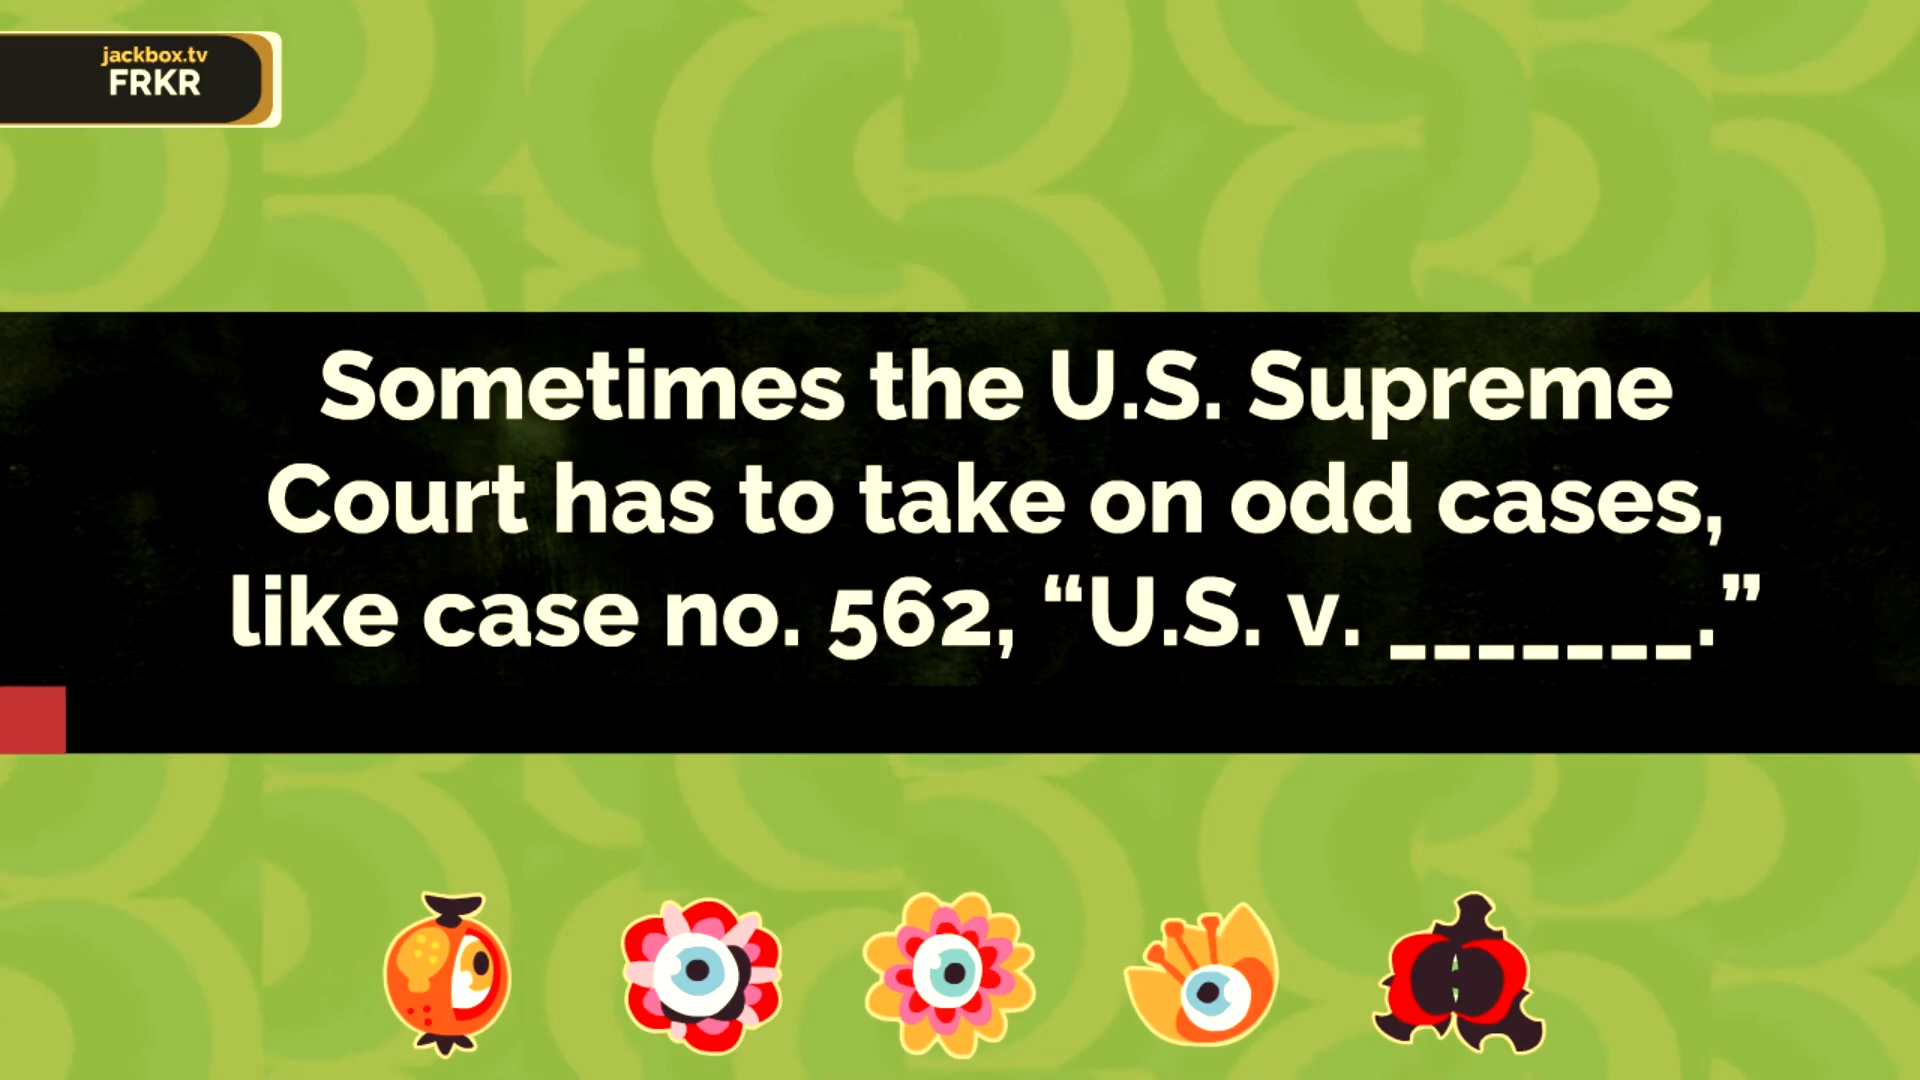 jackbox.tv
FRKR
Sometimes the U.S. Supreme
Court has to take on odd cases,
like case no. 562, “U.S. v. _______.”